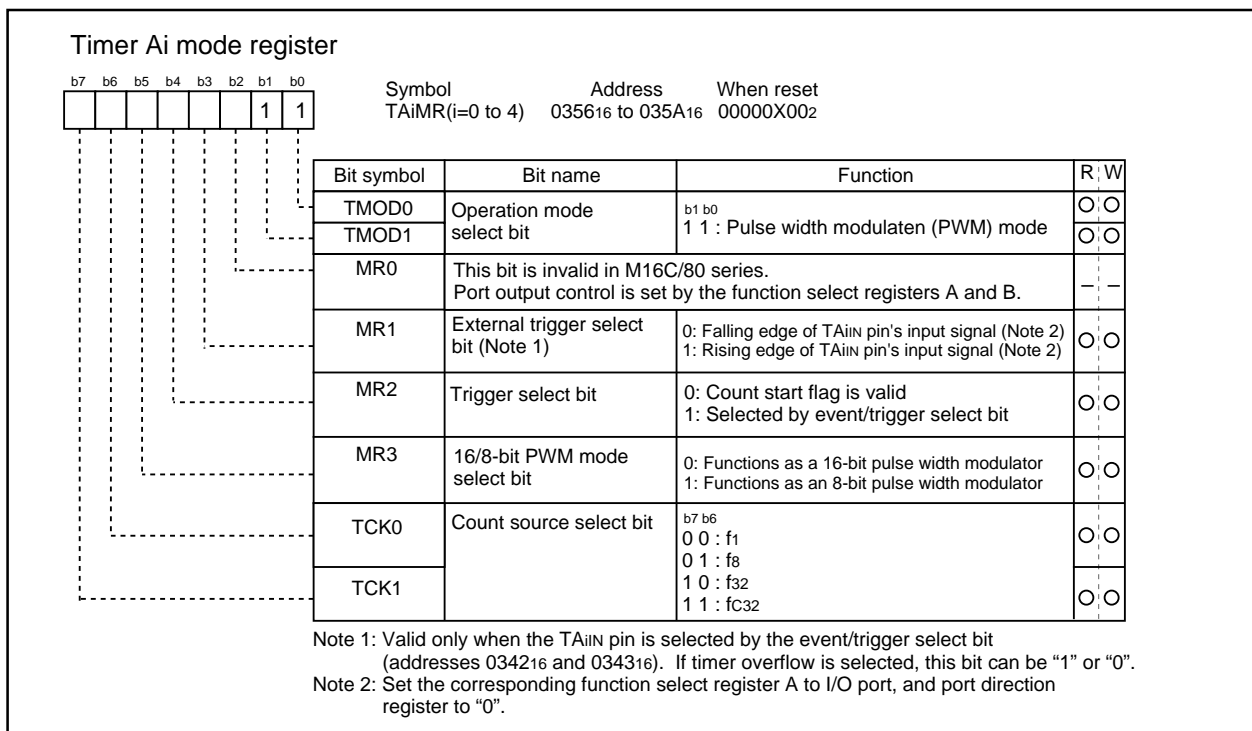 Timer Ai mode register
b7 b6 b5 b4 b3 b2 b1 b0
1 1
Symbol Address When reset
TAiMR(i=0 to 4) 035616 to 035A16 00000X002
Bit symbol Bit name Function R W
TMOD0 Operation mode select bit
TMOD1
b1 b0
1 1 : Pulse width modulaten (PWM) mode
MR0 This bit is invalid in M16C/80 series.
Port output control is set by the function select registers A and B.
– –
MR1 External trigger select
bit (Note 1)
0: Falling edge of TAiIN pin's input signal (Note 2)
1: Rising edge of TAiIN pin's input signal (Note 2)
MR2 Trigger select bit
0: Count start flag is valid
1: Selected by event/trigger select bit
MR3 16/8-bit PWM mode
select bit
0: Functions as a 16-bit pulse width modulator
1: Functions as an 8-bit pulse width modulator
TCK0 Count source select bit
TCK1
b7 b6
0 0 : f1
0 1 : f8
1 0 : f32
1 1 : fC32
Note 1: Valid only when the TAiIN pin is selected by the event/trigger select bit
(addresses 034216 and 034316). If timer overflow is selected, this bit can be “1” or “0”.
Note 2: Set the corresponding function select register A to I/O port, and port direction
register to “0”.